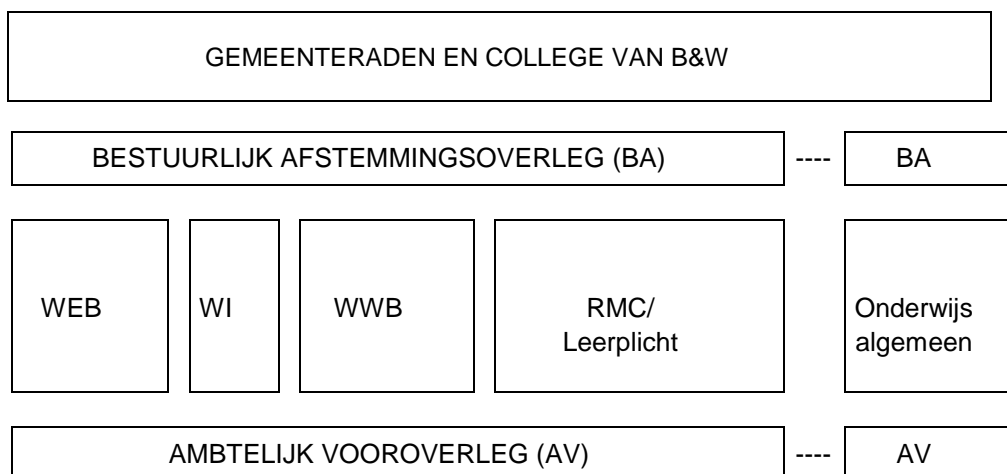 GEMEENTERADEN EN COLLEGE VAN B&W
BESTUURLIJK AFSTEMMINGSOVERLEG (BA) ---- BA
WEB WI WWB RMC/ Onderwijs
Leerplicht algemeen
AMBTELIJK VOOROVERLEG (AV) ---- AV